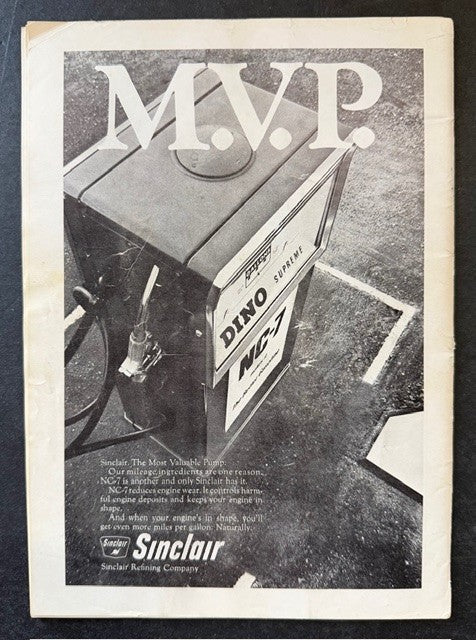 M.V.P.
Sinclair
DINO SUPREME
NC-7
Sinclair. The Most Valuable Pump.
Our mileage ingredients are one reason.
NC-7 is another and only Sinclair has it.
NC-7 reduces engine wear. It controls harm-
ful engine deposits and keeps your engine in
shape.
And when your engine's in shape, you'll
get even more miles per gallon. Naturally.
Sinclair Sinclair
Sinclair Refining Company